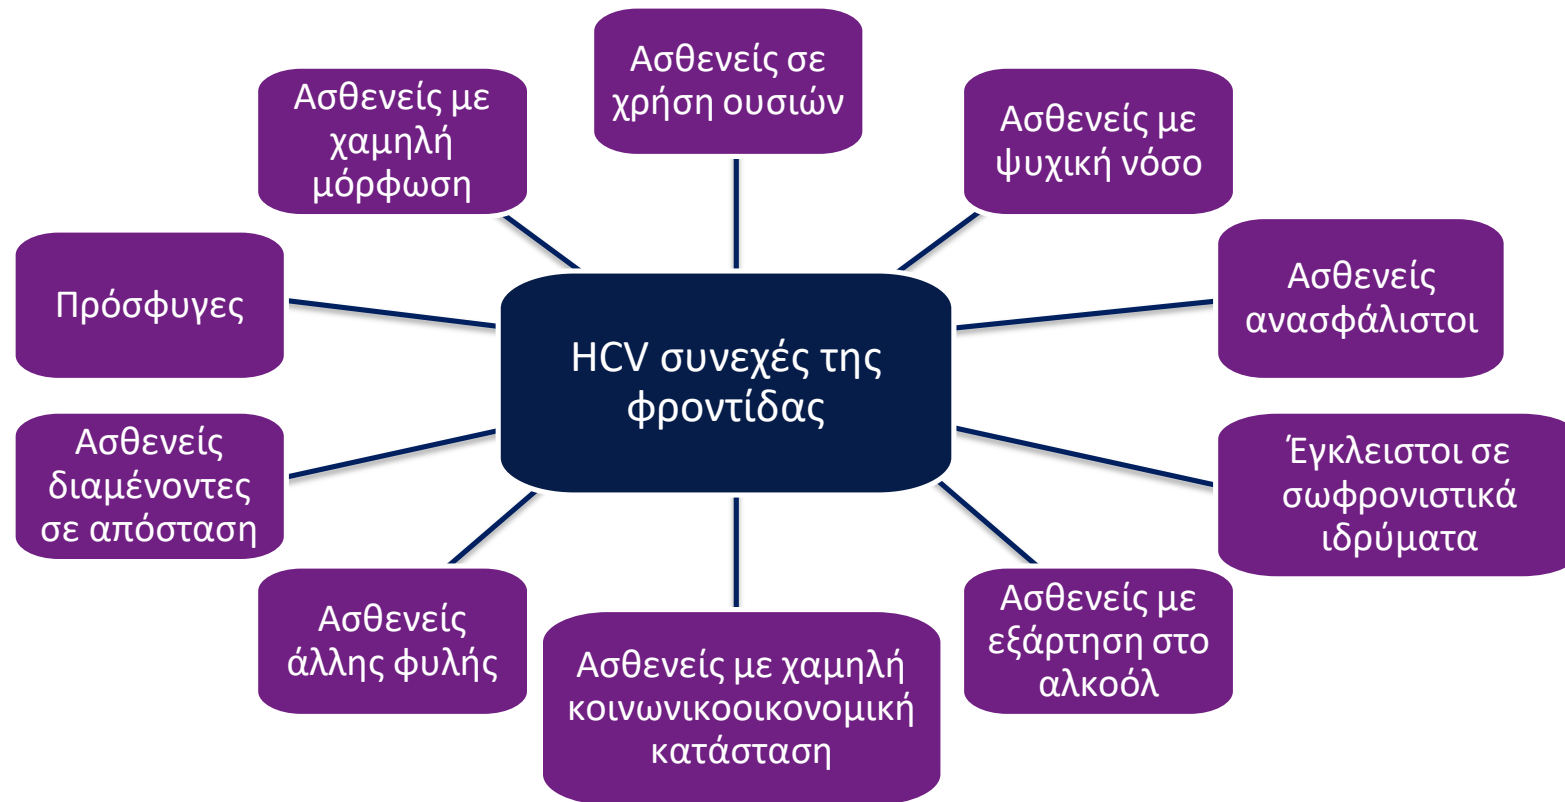 Ασθενείς σε
χρήση ουσιών
Ασθενείς με
ψυχική νόσο
Ασθενείς
ανασφάλιστοι
Έγκλειστοι σε
σωφρονιστικά
ιδρύματα
Ασθενείς με
εξάρτηση στο
αλκοόλ
Ασθενείς με χαμηλή
κοινωνικοοικονομική
κατάσταση
Ασθενείς
άλλης φυλής
Ασθενείς
διαμένοντες
σε απόσταση
Πρόσφυγες
Ασθενείς με
χαμηλή
μόρφωση
HCV συνεχές της
φροντίδας